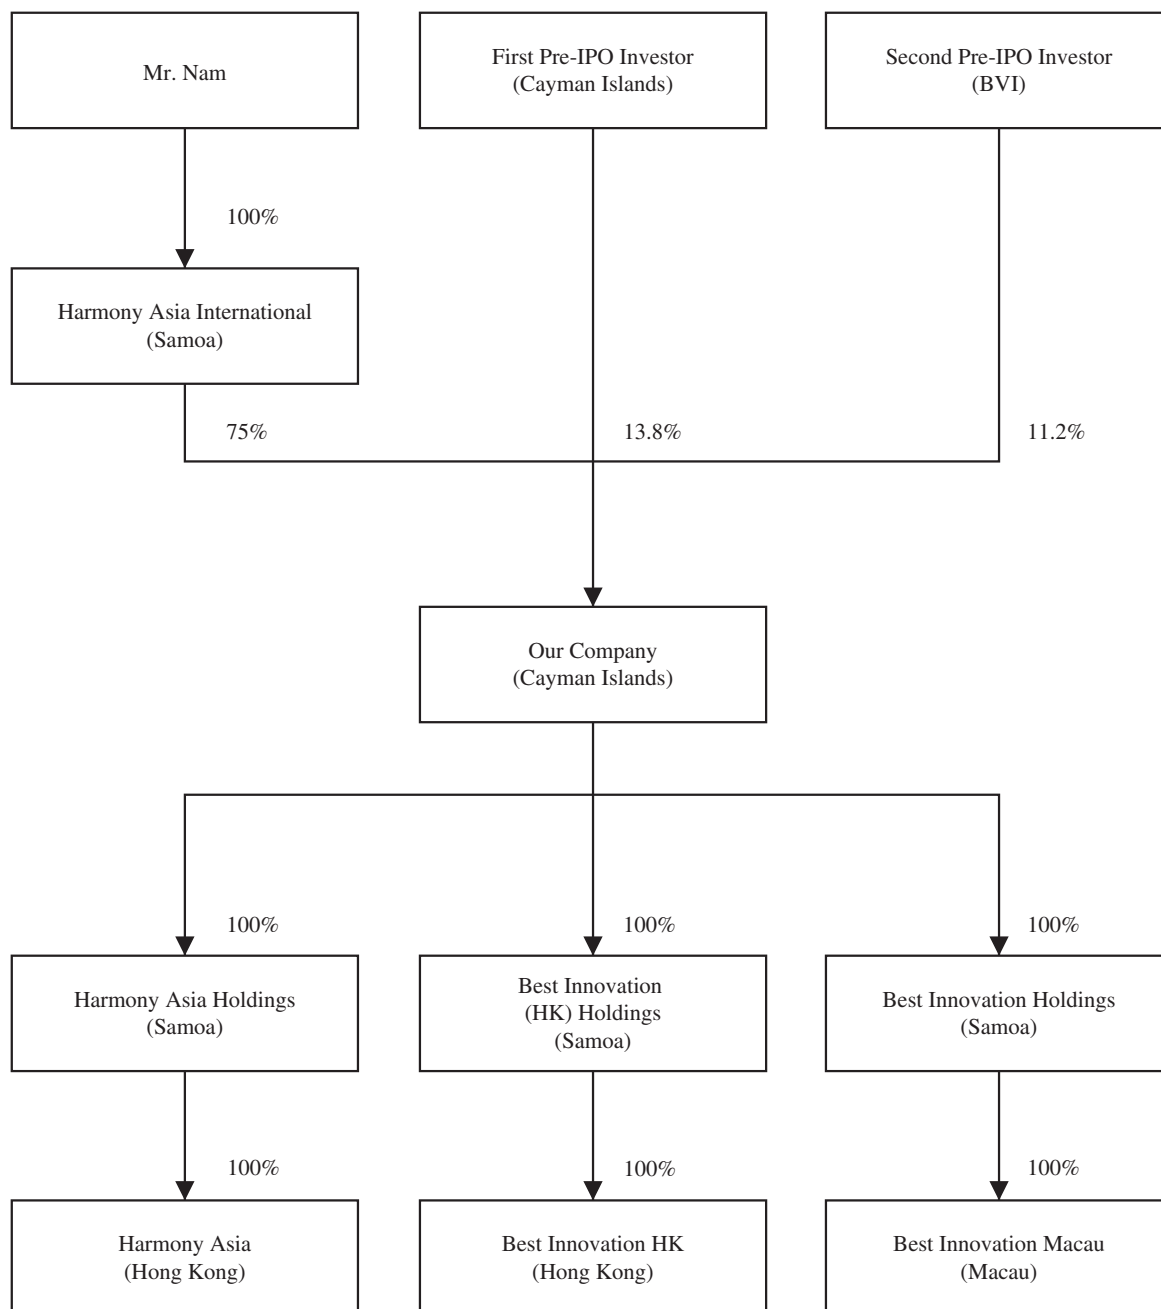 Mr. Nam
First Pre-IPO Investor
(Cayman Islands)
Second Pre-IPO Investor
(BVI)
100%
Harmony Asia International
(Samoa)
75%
13.8%
11.2%
Our Company
(Cayman Islands)
100%
100%
100%
Harmony Asia Holdings
(Samoa)
Best Innovation
(HK) Holdings
(Samoa)
Best Innovation Holdings
(Samoa)
100%
100%
100%
Harmony Asia
(Hong Kong)
Best Innovation HK
(Hong Kong)
Best Innovation Macau
(Macau)